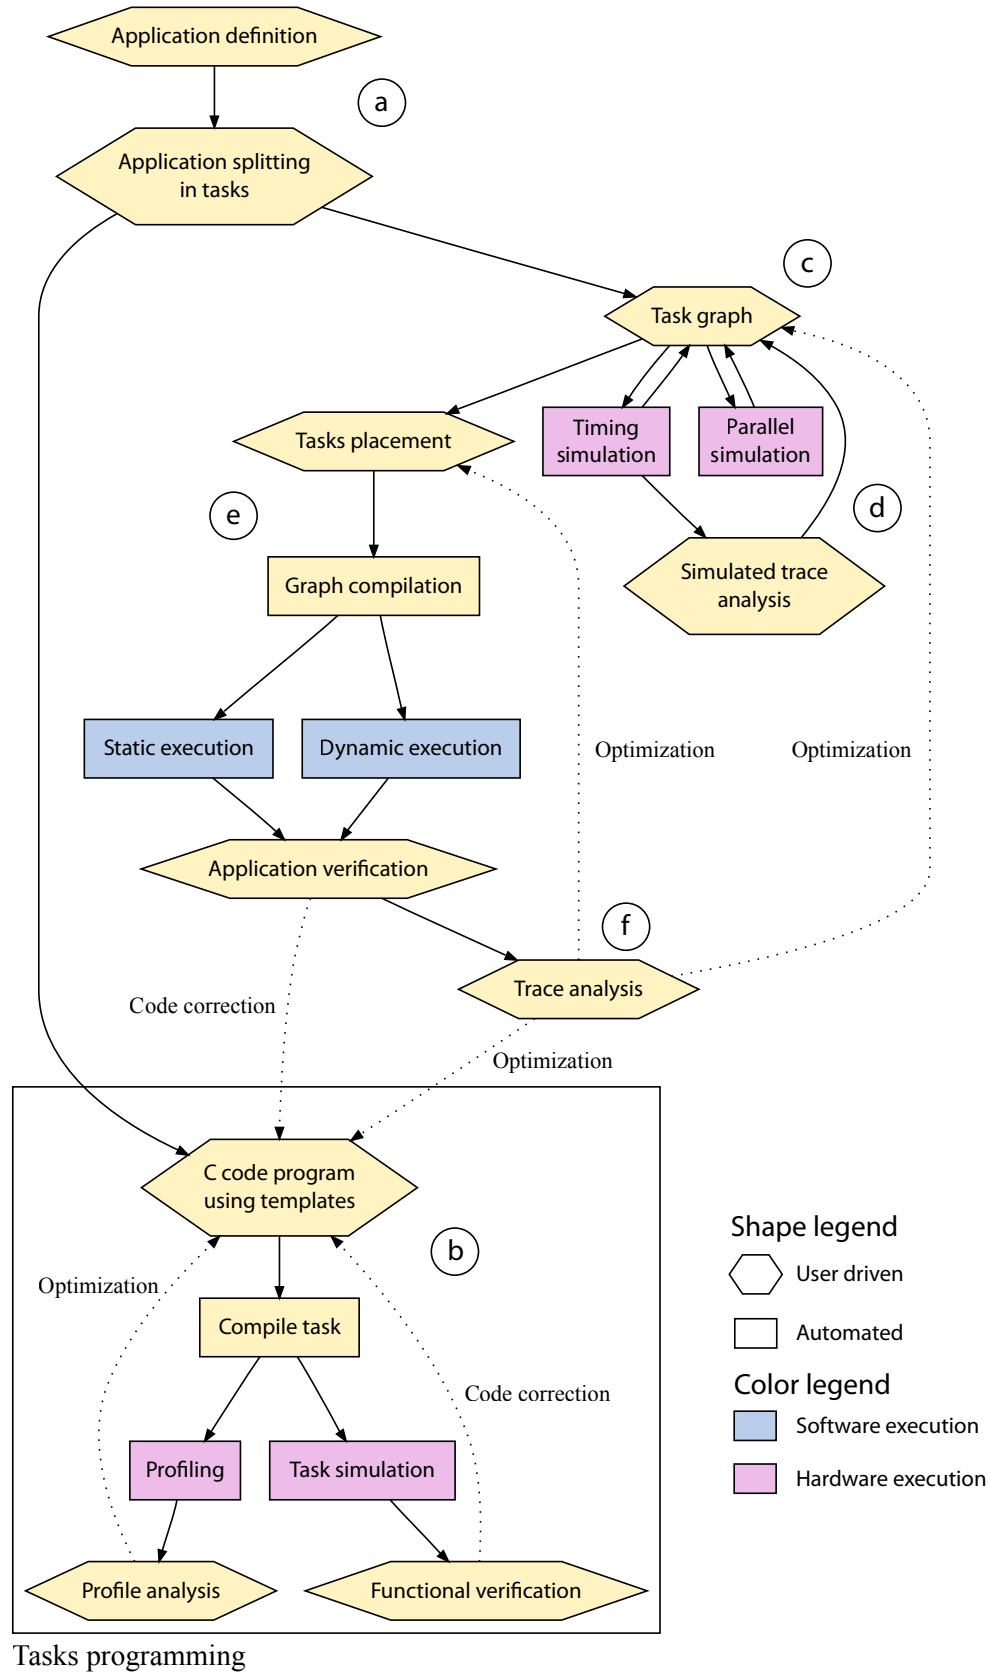 Application definition
a
Application splitting
in tasks
c
Task graph
Tasks placement
Timing
simulation
Parallel
simulation
e
d
Graph compilation
Simulated trace
analysis
Static execution
Dynamic execution
Optimization
Optimization
Application verification
f
Trace analysis
Code correction
Optimization
C code program
using templates
b
Optimization
Compile task
Code correction
Profiling
Task simulation
Profile analysis
Functional verification
Tasks programming
Shape legend
User driven
Automated
Color legend
Software execution
Hardware execution